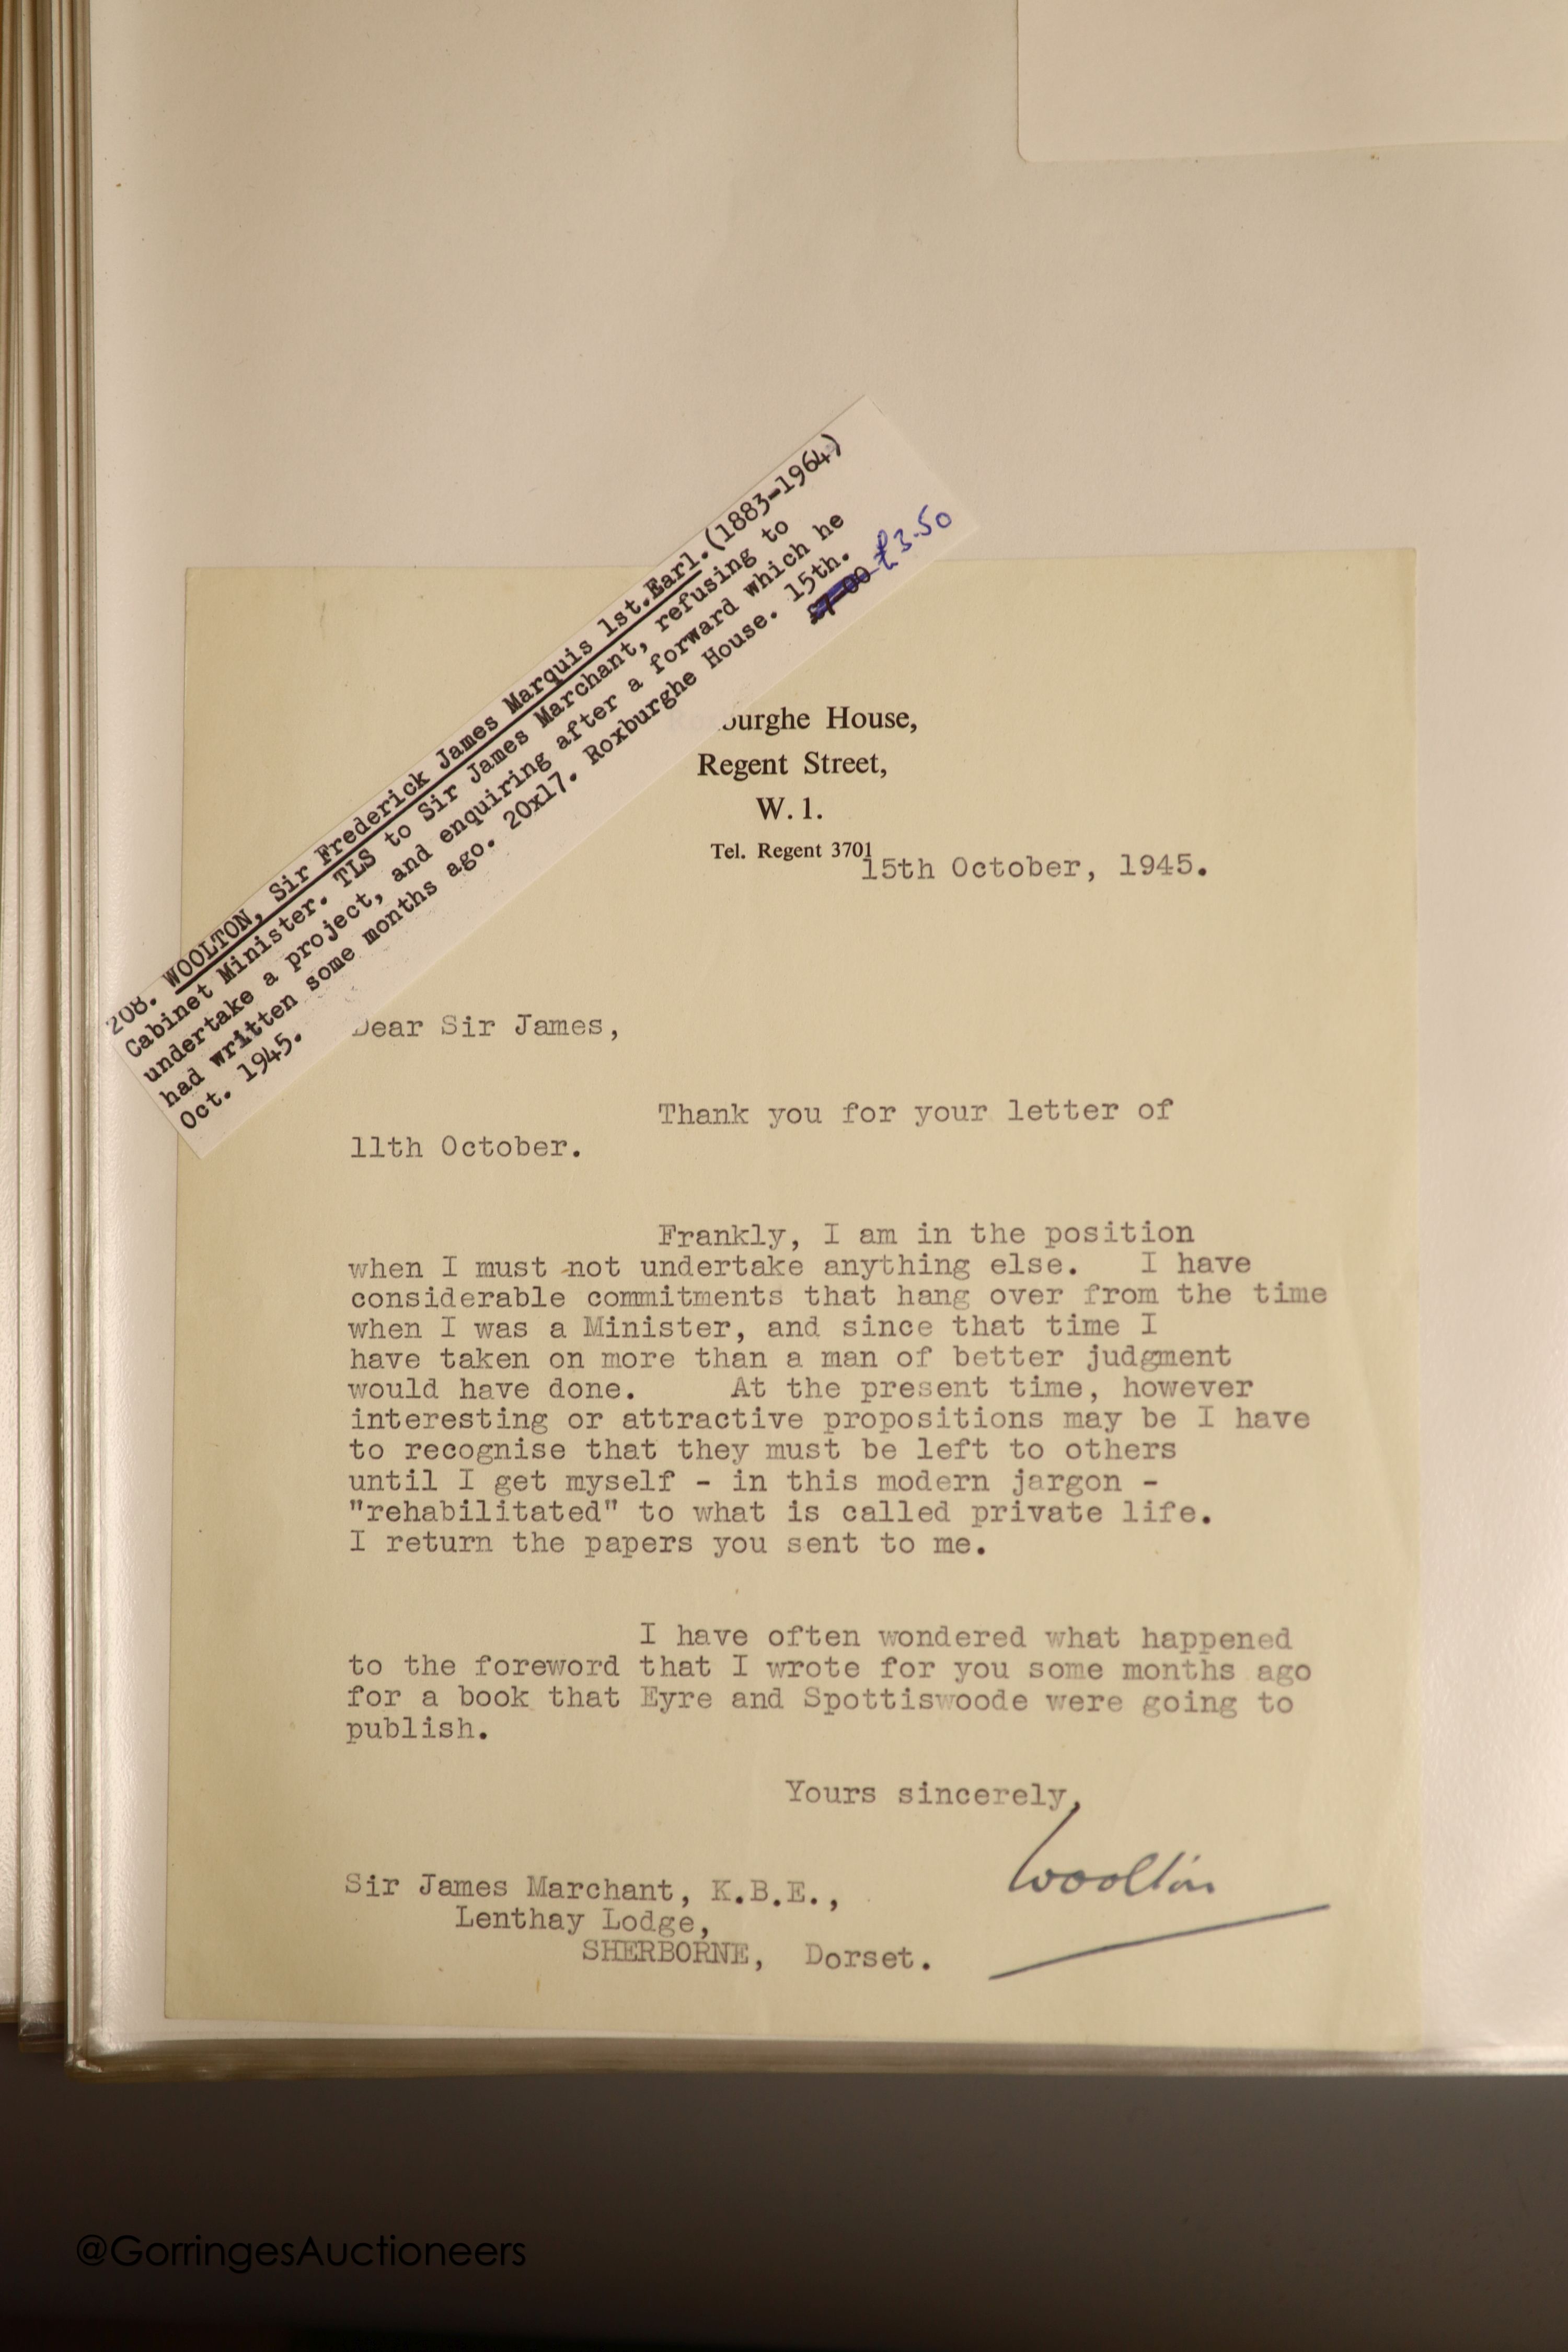 208. WOOLTON, Sir Frederick James Marquis 1st.Earl.(1883-1964)
Cabinet Minister. TLS to Sir James Marchant, refusing to
undertake a project, and enquiring after a forward which he
had written some months ago. 20x17. Roxburghe House. 15th.
Oct. 1945.
£3.50
burghe House,
Regent Street,
W. 1.
Tel. Regent 3701
15th October, 1945.
Dear Sir James,
Thank you for your letter of
11th October.
Frankly, I am in the position
when I must not undertake anything else. I have
considerable commitments that hang over from the time
when I was a Minister, and since that time I
have taken on more than a man of better judgment
would have done. At the present time, however
interesting or attractive propositions may be I have
to recognise that they must be left to others
until I get myself - in this modern jargon -
"rehabilitated" to what is called private life.
I return the papers you sent to me.
I have often wondered what happened
to the foreword that I wrote for you some months ago
for a book that Eyre and Spottiswoode were going to
publish.
Yours sincerely,
Woolton
Sir James Marchant, K.B.E.,
Lenthay Lodge,
SHERBORNE, Dorset.
@GorringesAuctioneers